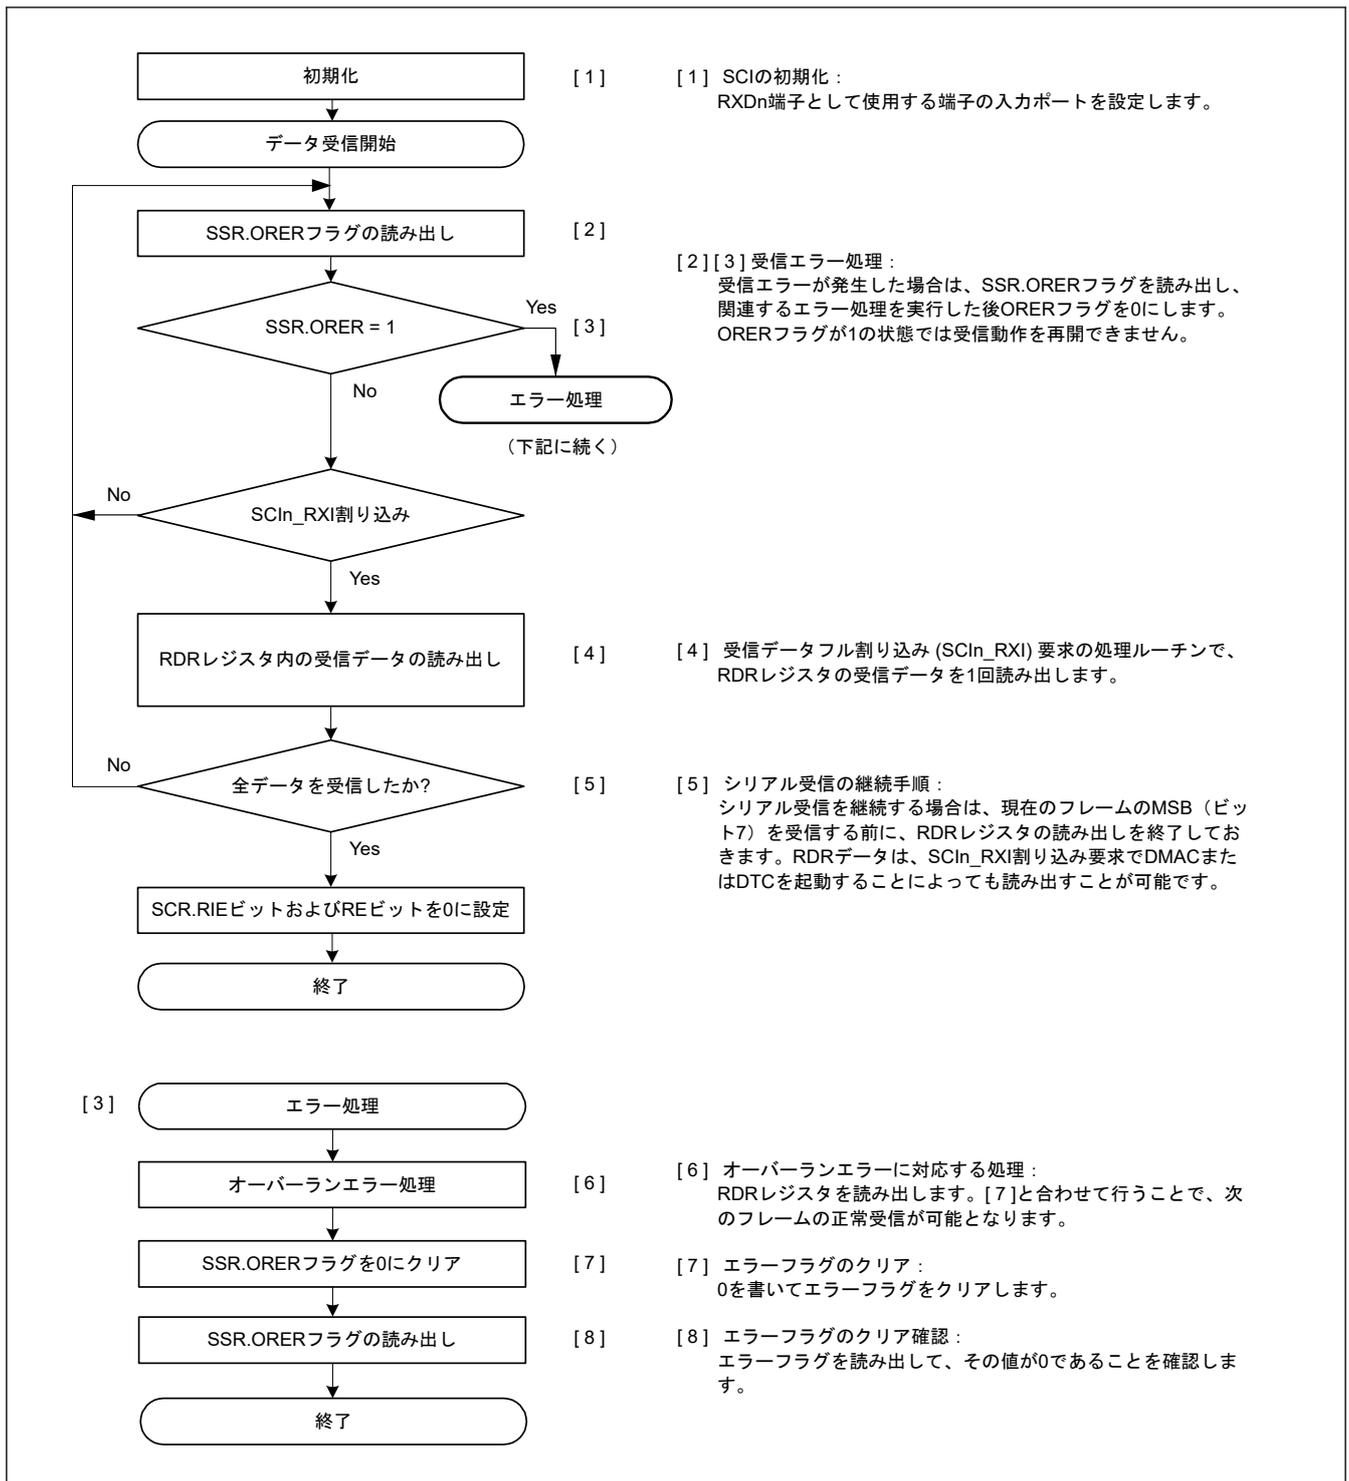 初期化
[ 1 ]
[ 1 ] SCIの初期化：
RXDn端子として使用する端子の入力ポートを設定します。
データ受信開始
SSR.ORERフラグの読み出し
[ 2 ]
[ 2 ] [ 3 ] 受信エラー処理：
受信エラーが発生した場合は、SSR.ORERフラグを読み出し、
関連するエラー処理を実行した後ORERフラグを0にします。
ORERフラグが1の状態では受信動作を再開できません。
SSR.ORER = 1
Yes
[ 3 ]
No
エラー処理
（下記に続く）
No
SCIn_RXI割り込み
Yes
RDRレジスタ内の受信データの読み出し
[ 4 ]
[ 4 ] 受信データフル割り込み (SCIn_RXI) 要求の処理ルーチンで、
RDRレジスタの受信データを1回読み出します。
No
全データを受信したか?
[ 5 ]
[ 5 ] シリアル受信の継続手順：
シリアル受信を継続する場合は、現在のフレームのMSB（ビッ
ト7）を受信する前に、RDRレジスタの読み出しを終了してお
きます。RDRデータは、SCIn_RXI割り込み要求でDMACまた
はDTCを起動することによっても読み出すことが可能です。
Yes
SCR.RIEビットおよびREビットを0に設定
終了
[ 3 ]
エラー処理
オーバーランエラー処理
[ 6 ]
[ 6 ] オーバーランエラーに対応する処理：
RDRレジスタを読み出します。[ 7 ]と合わせて行うことで、次
のフレームの正常受信が可能となります。
SSR.ORERフラグを0にクリア
[ 7 ]
[ 7 ] エラーフラグのクリア：
0を書いてエラーフラグをクリアします。
SSR.ORERフラグの読み出し
[ 8 ]
[ 8 ] エラーフラグのクリア確認：
エラーフラグを読み出して、その値が0であることを確認しま
す。
終了